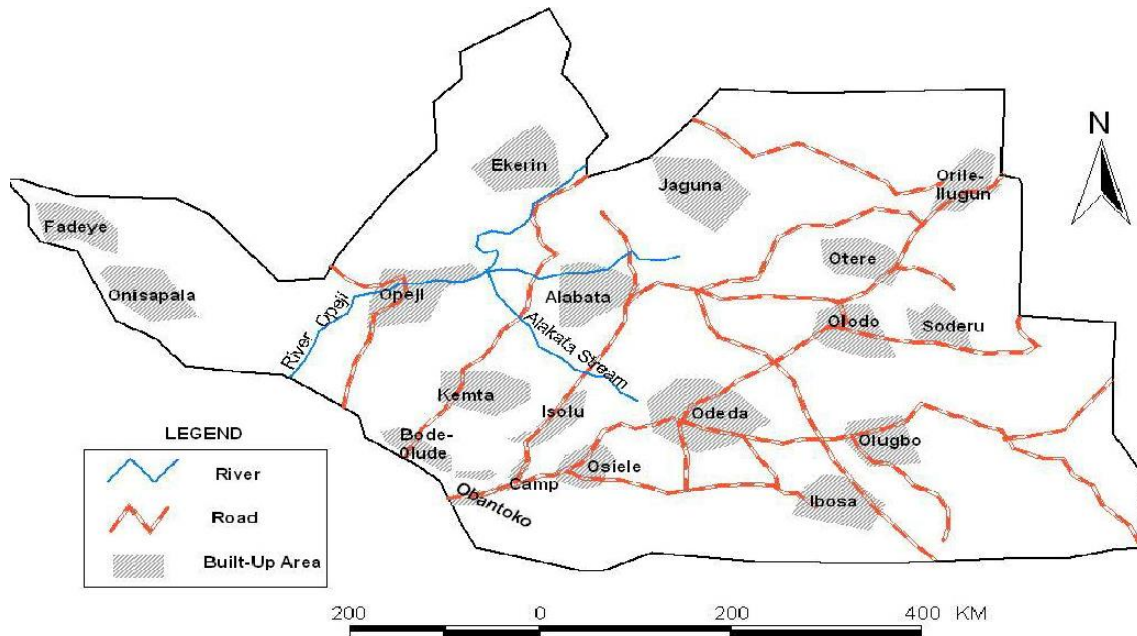 N
Ekerin
Jaguna
Orile-
Ilugun
Fadeye
Otere
Onisapala
Opeji
Alabata
River Opeji
Olodo
Soderu
Alakata Stream
Kemta
Isolu
Odeda
Bode-
Olude
Olugbo
Osiele
Camp
Obantoko
Ibosa
LEGEND
River
Road
Built-Up Area
200 0 200 400 KM